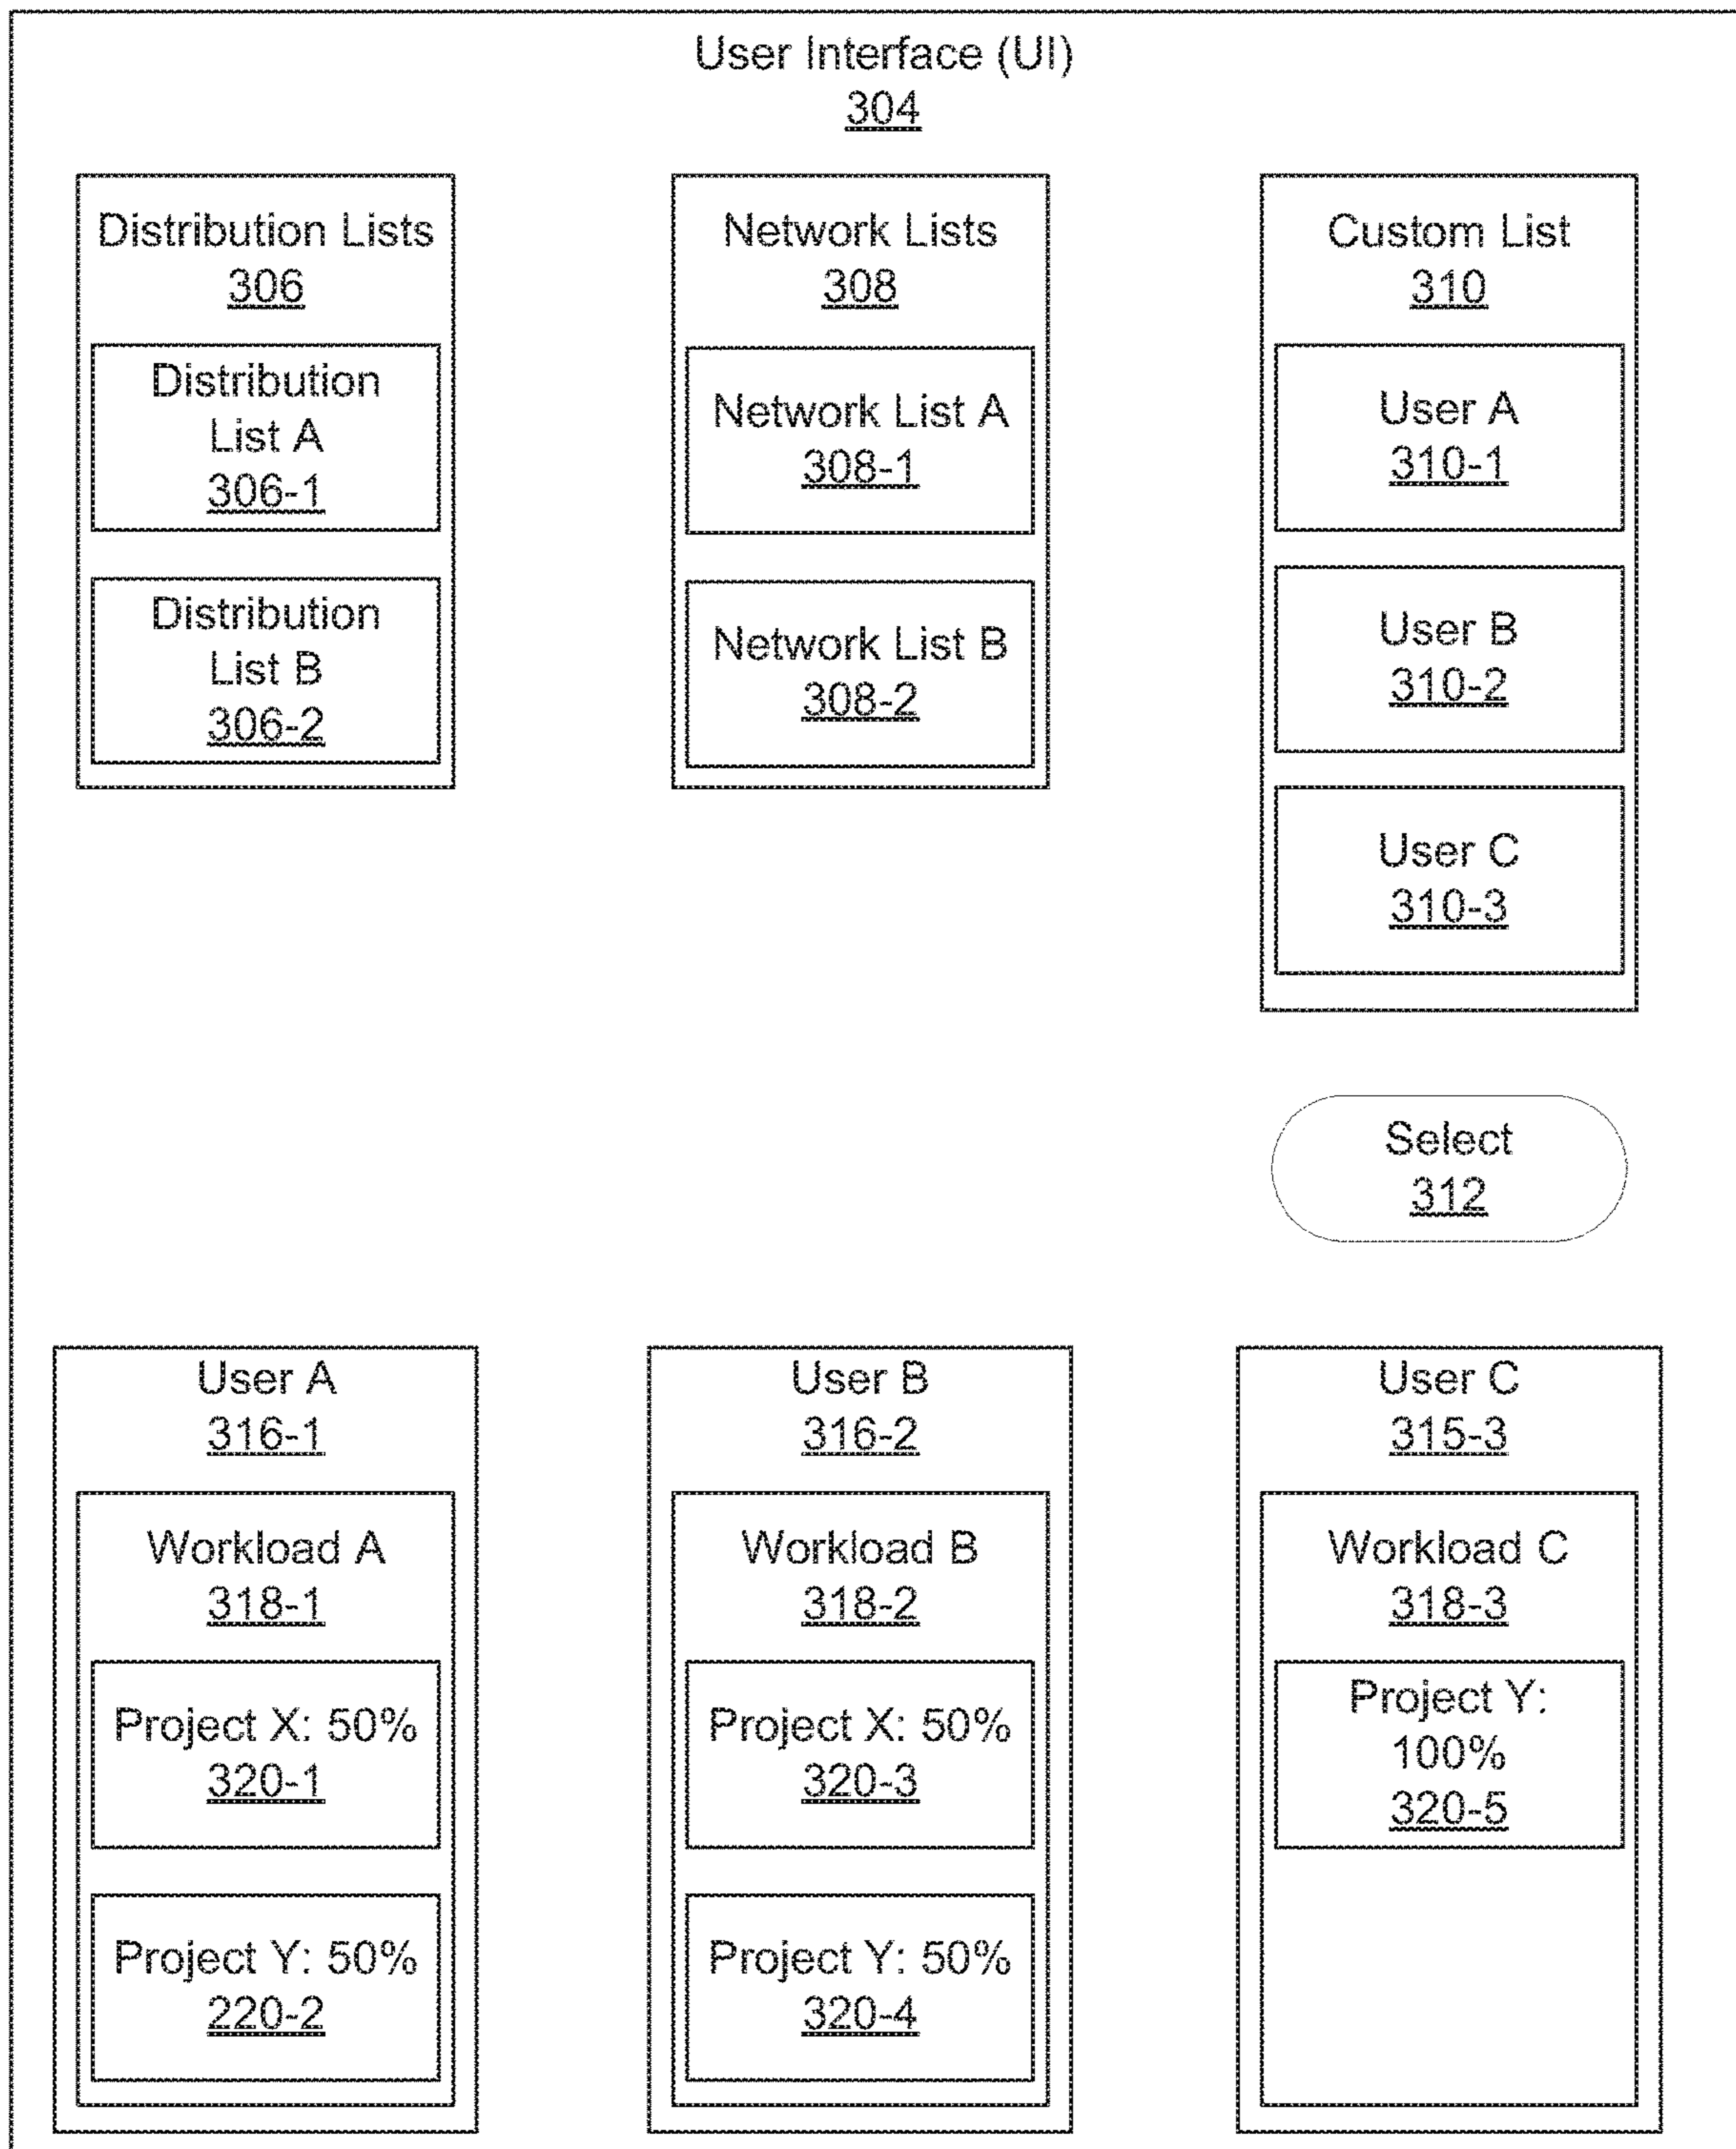 User Interface (UI)
304
Distribution Lists
306
Distribution
List A
306-1
Distribution
List B
306-2
Network Lists
308
Network List A
308-1
Network List B
308-2
Custom List
310
User A
310-1
User B
310-2
User C
310-3
Select
312
User A
316-1
Workload A
318-1
Project X: 50%
320-1
Project Y: 50%
220-2
User B
316-2
Workload B
318-2
Project X: 50%
320-3
Project Y: 50%
320-4
User C
315-3
Workload C
318-3
Project Y:
100%
320-5